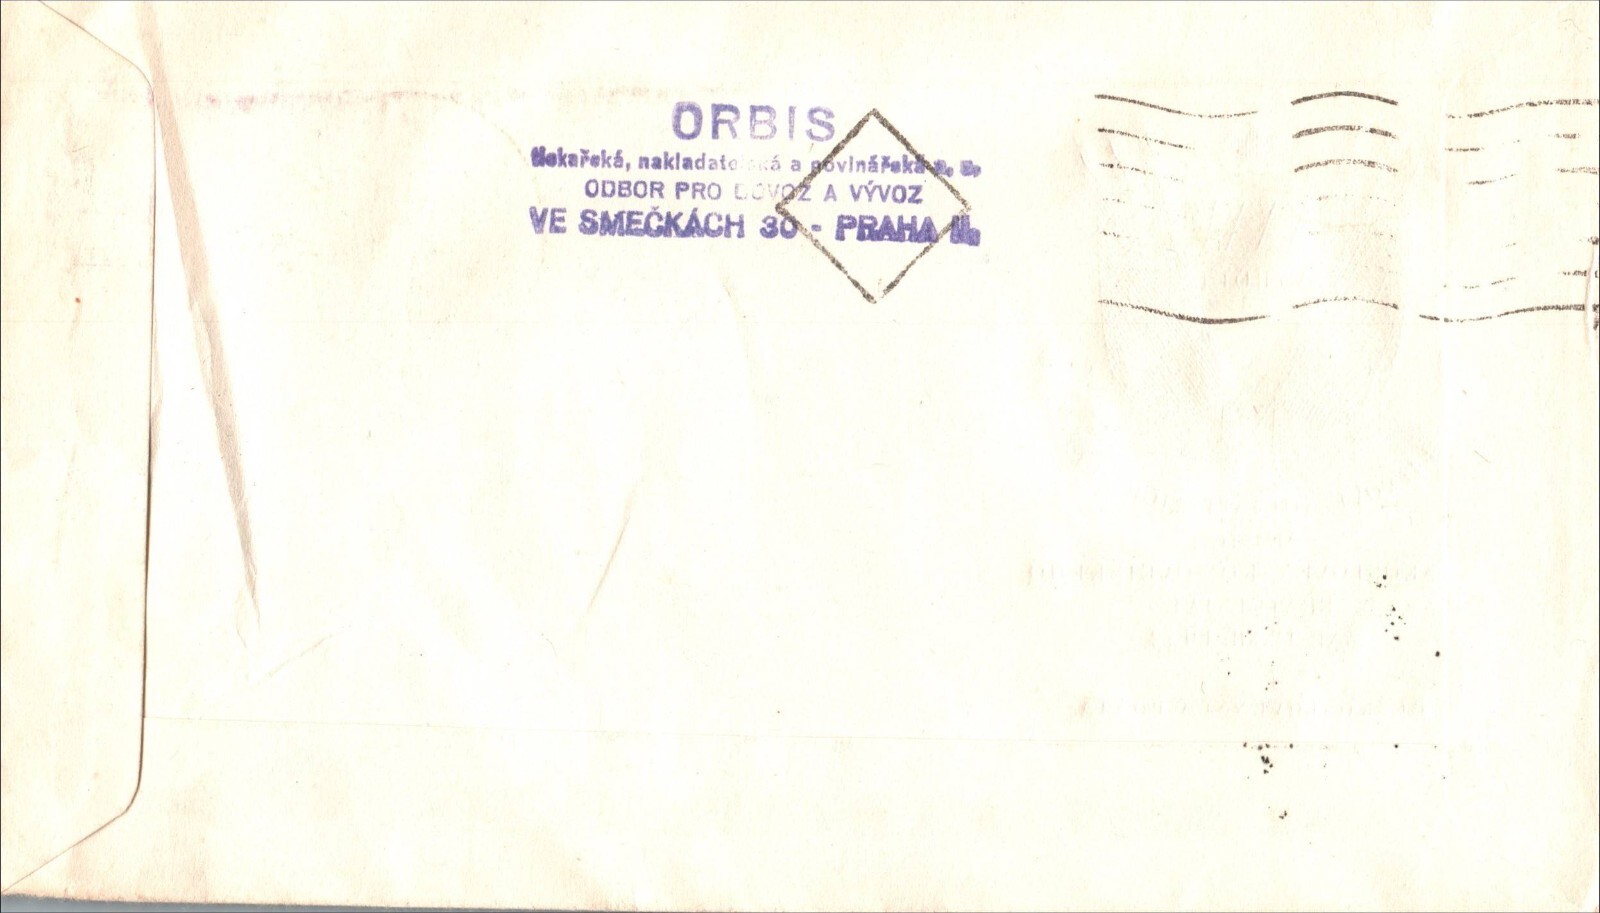 ORBIS
tiskařská, nakladatelská a novinářská a. s.
ODBOR PRO DOVOZ A VÝVOZ
VE SMEČKÁCH 30 - PRAHA II.